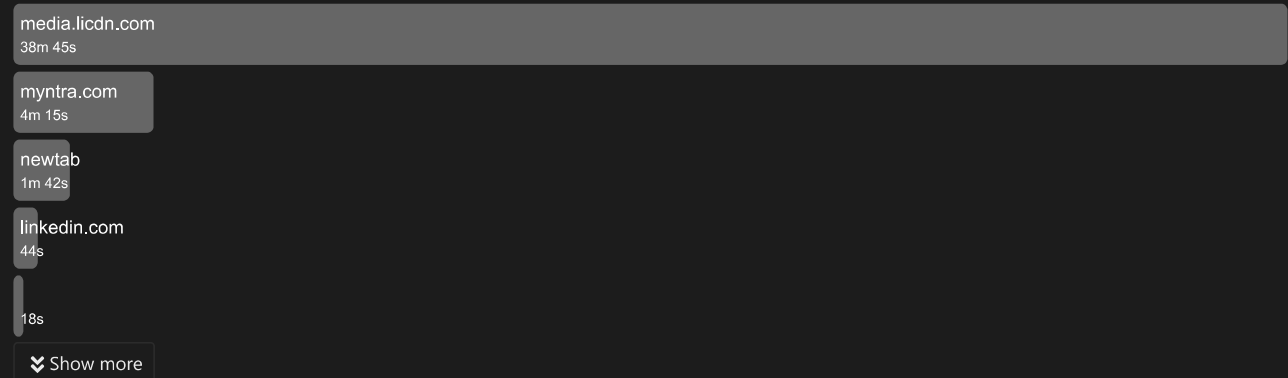 media.licdn.com
38m 45s
myntra.com
4m 15s
newtab
1m 42s
linkedin.com
44s
18s
Show more